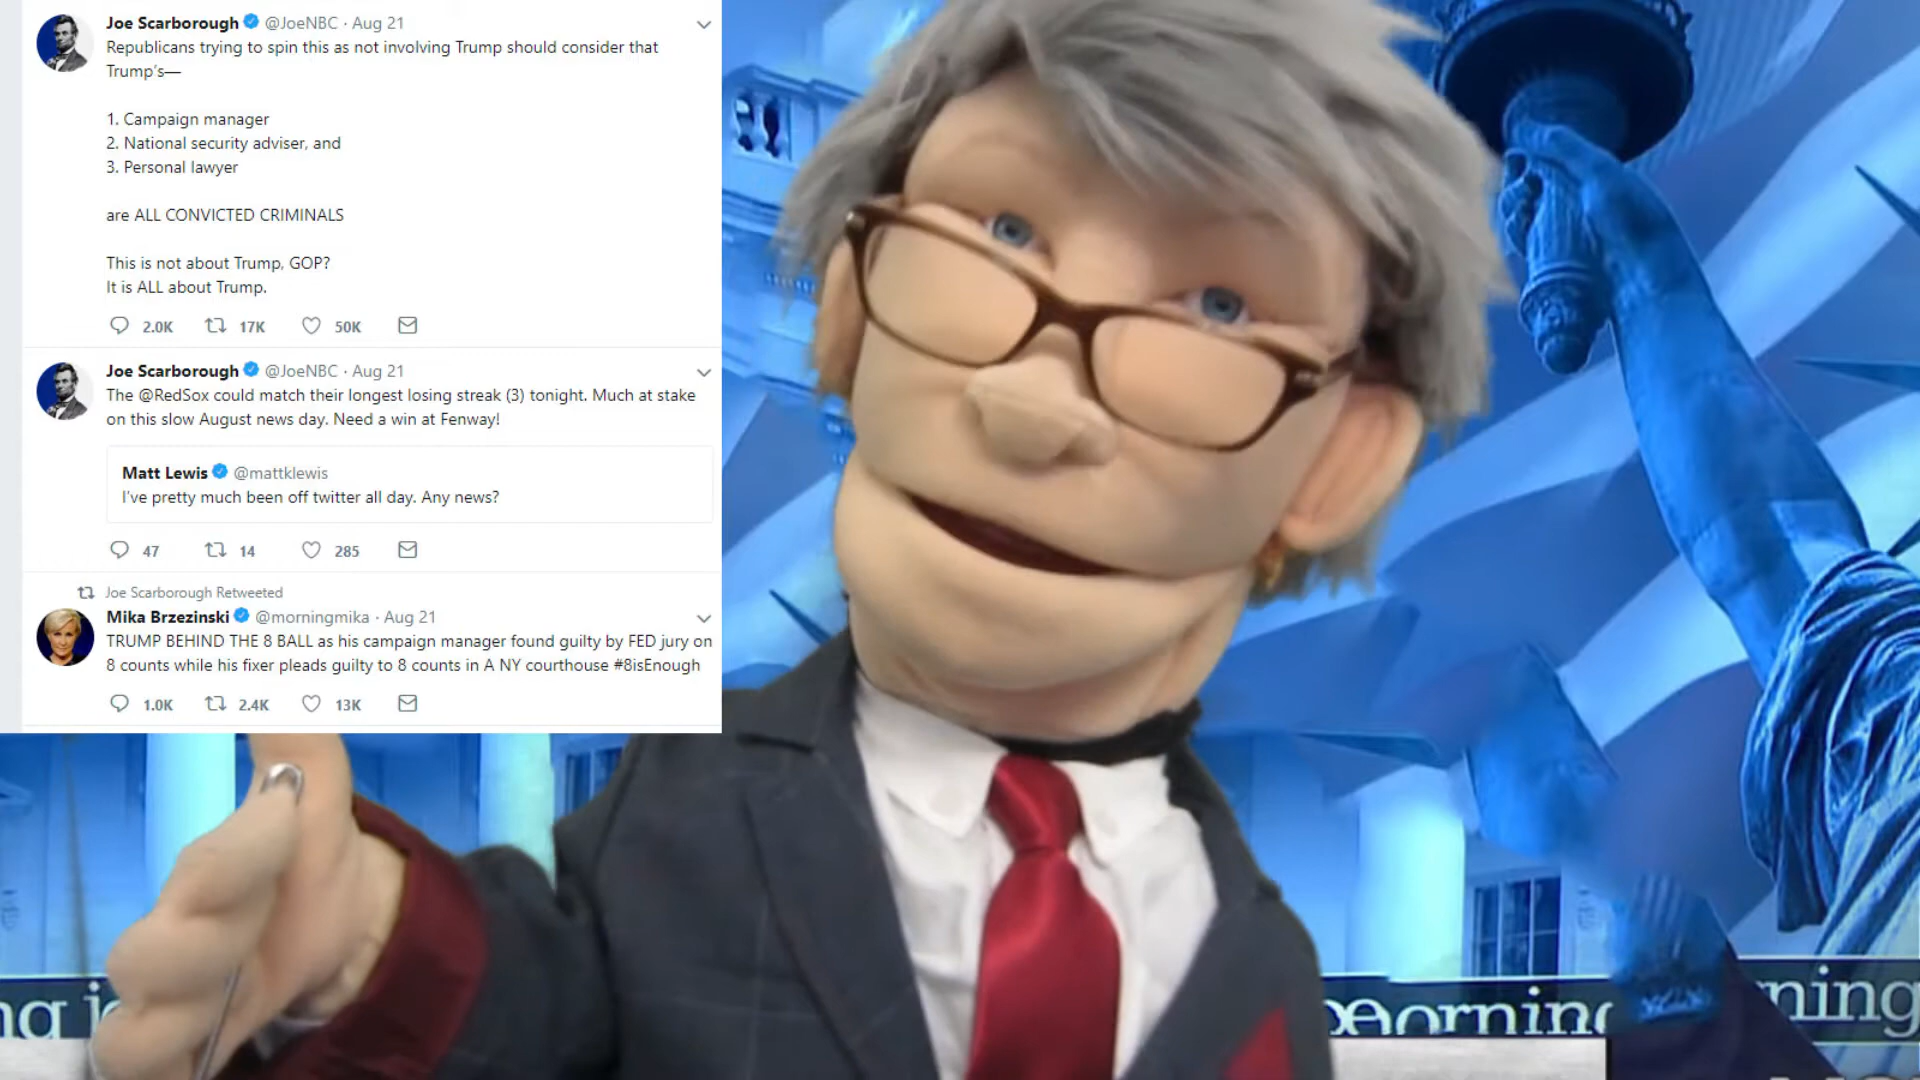 Joe Scarborough @JoeNBC · Aug 21
Republicans trying to spin this as not involving Trump should consider that
Trump's—
1. Campaign manager
2. National security adviser, and
3. Personal lawyer
are ALL CONVICTED CRIMINALS
This is not about Trump, GOP?
It is ALL about Trump.
2.0K 17K 50K
Joe Scarborough @JoeNBC · Aug 21
The @RedSox could match their longest losing streak (3) tonight. Much at stake
on this slow August news day. Need a win at Fenway!
Matt Lewis @mattklewis
I've pretty much been off twitter all day. Any news?
47 14 285
Joe Scarborough Retweeted
Mika Brzezinski @morningmika · Aug 21
TRUMP BEHIND THE 8 BALL as his campaign manager found guilty by FED jury on
8 counts while his fixer pleads guilty to 8 counts in A NY courthouse #8isEnough
1.0K 2.4K 13K
ng jo
orning
ning